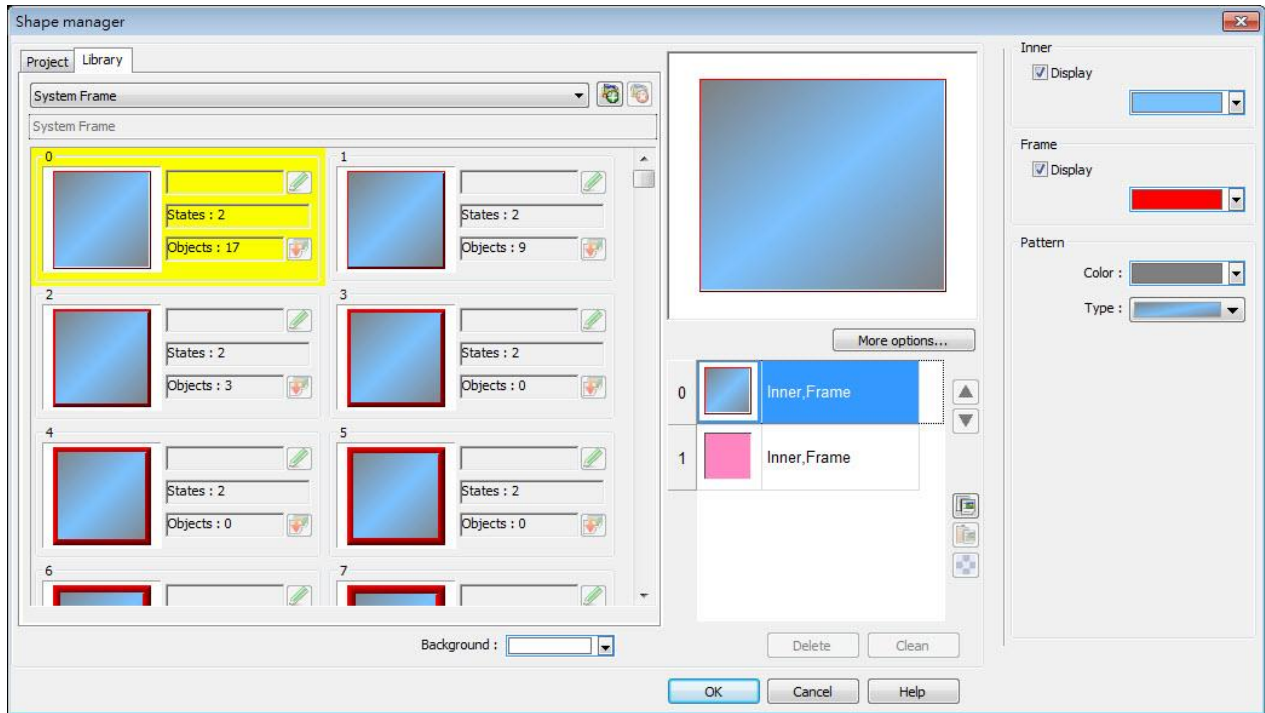 Shape manager
Project Library
System Frame
System Frame
0
States : 2
Objects : 17
1
States : 2
Objects : 9
2
States : 2
Objects : 3
3
States : 2
Objects : 0
4
States : 2
Objects : 0
5
States : 2
Objects : 0
6
7
Background :
More options...
0 Inner,Frame
1 Inner,Frame
Delete Clean
OK Cancel Help
Inner
Display
Frame
Display
Pattern
Color :
Type :